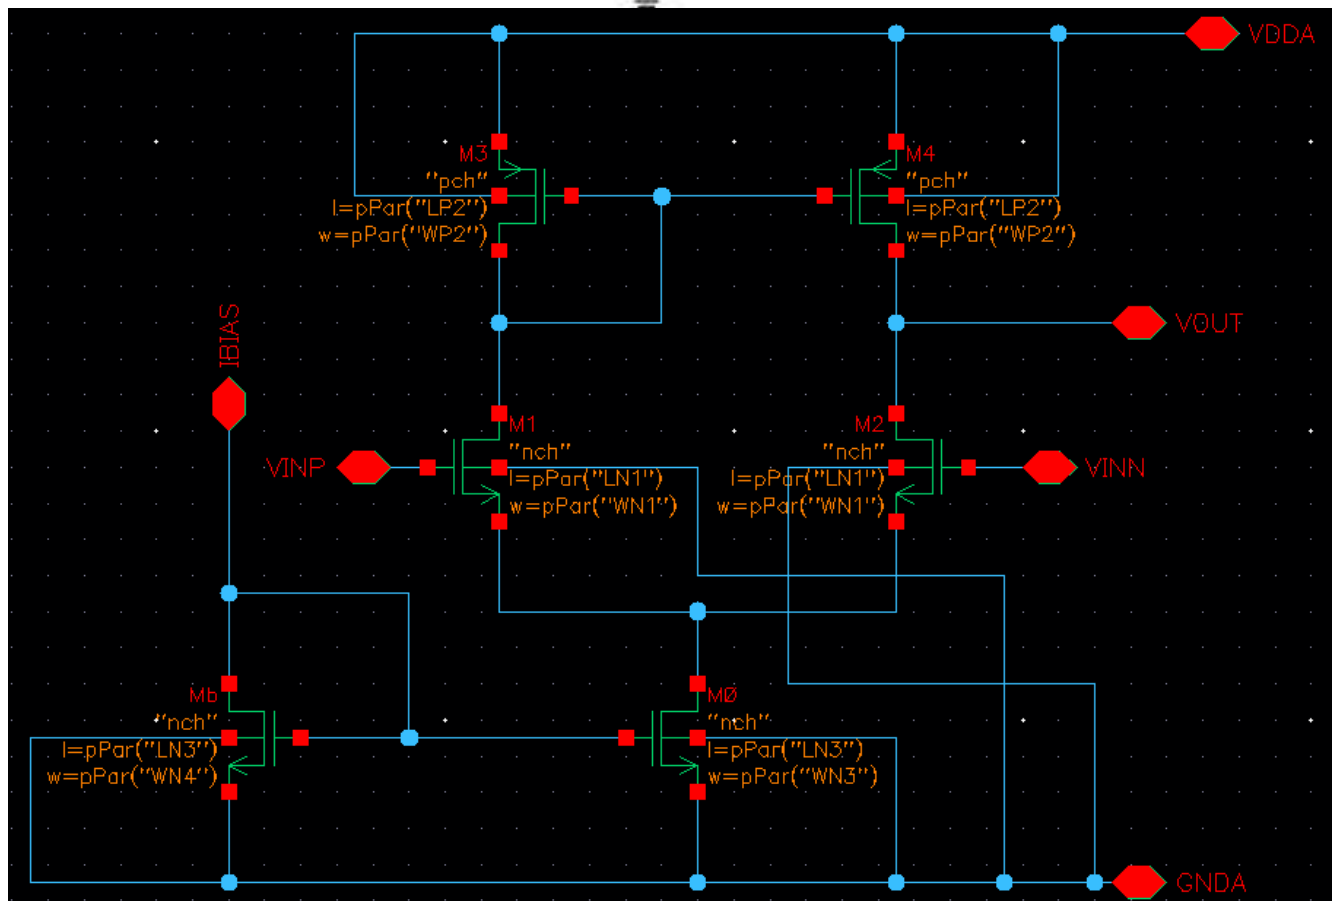 VDDA
M3
"pch"
l=pPar("LP2")
w=pPar("WP2")
M4
"pch"
l=pPar("LP2")
w=pPar("WP2")
IBIAS
VOUT
VINP
M1
"nch"
l=pPar("LN1")
w=pPar("WN1")
M2
"nch"
l=pPar("LN1")
w=pPar("WN1")
VINN
M6
"nch"
l=pPar("LN3")
w=pPar("WN4")
M0
"nch"
l=pPar("LN3")
w=pPar("WN3")
GNDA